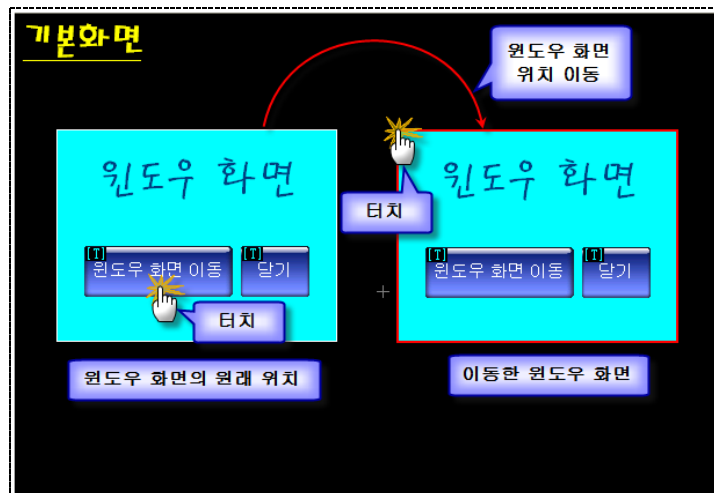 기본화면
윈도우 화면
위치 이동
윈도우 화면
[T]
윈도우 화면 이동
[T]
닫기
터치
윈도우 화면의 원래 위치
터치
윈도우 화면
[T]
윈도우 화면 이동
[T]
닫기
이동한 윈도우 화면